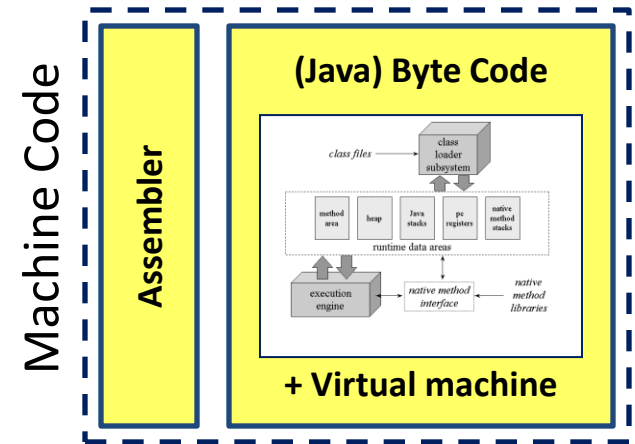 Machine Code
Assembler
(Java) Byte Code
class files
class
loader
subsystem
method
area
heap
Java
stacks
pc
registers
native
method
stacks
runtime data areas
execution
engine
native method
interface
native
method
libraries
+ Virtual machine